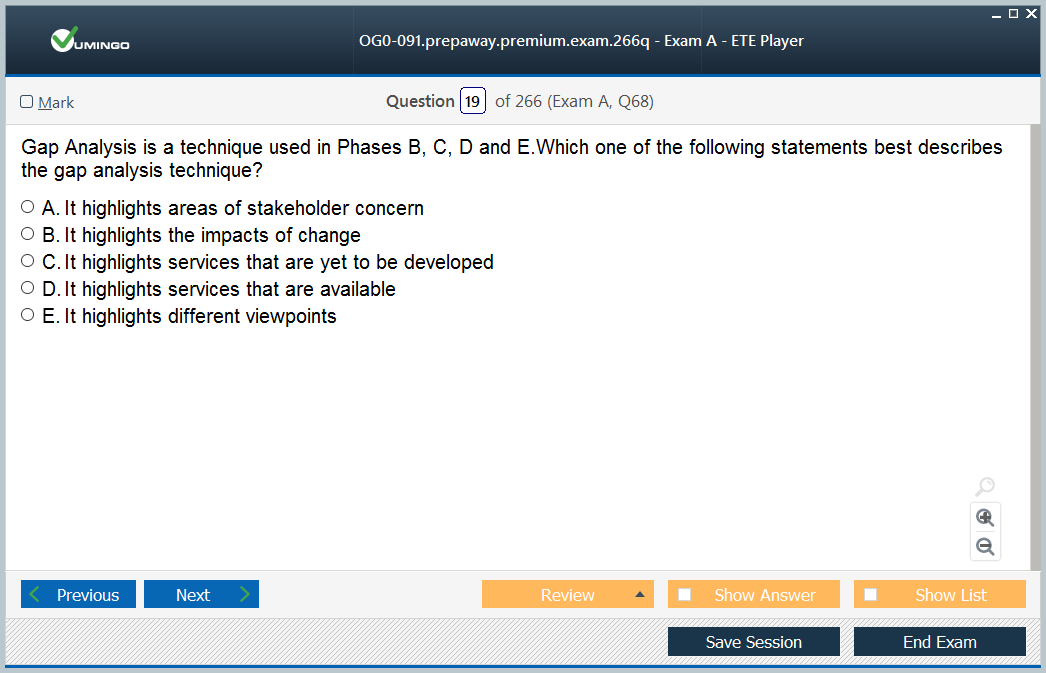 VUMINGO
OG0-091.prepaway.premium.exam.266q - Exam A - ETE Player
Mark
Question 19 of 266 (Exam A, Q68)
Gap Analysis is a technique used in Phases B, C, D and E.Which one of the following statements best describes
the gap analysis technique?
A. It highlights areas of stakeholder concern
B. It highlights the impacts of change
C. It highlights services that are yet to be developed
D. It highlights services that are available
E. It highlights different viewpoints
Previous
Next
Review
Show Answer
Show List
Save Session
End Exam